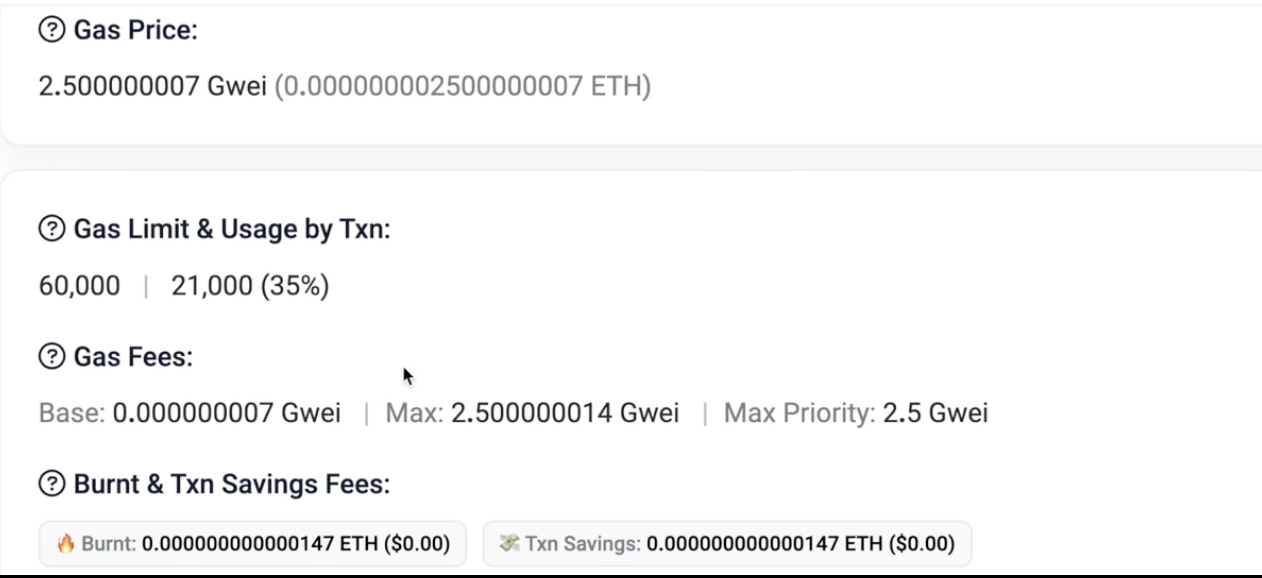 Gas Price:
2.500000007 Gwei (0.000000002500000007 ETH)
Gas Limit & Usage by Txn:
60,000 | 21,000 (35%)
Gas Fees:
Base: 0.000000007 Gwei | Max: 2.500000014 Gwei | Max Priority: 2.5 Gwei
Burnt & Txn Savings Fees:
🔥 Burnt: 0.000000000000147 ETH ($0.00) 💸 Txn Savings: 0.000000000000147 ETH ($0.00)